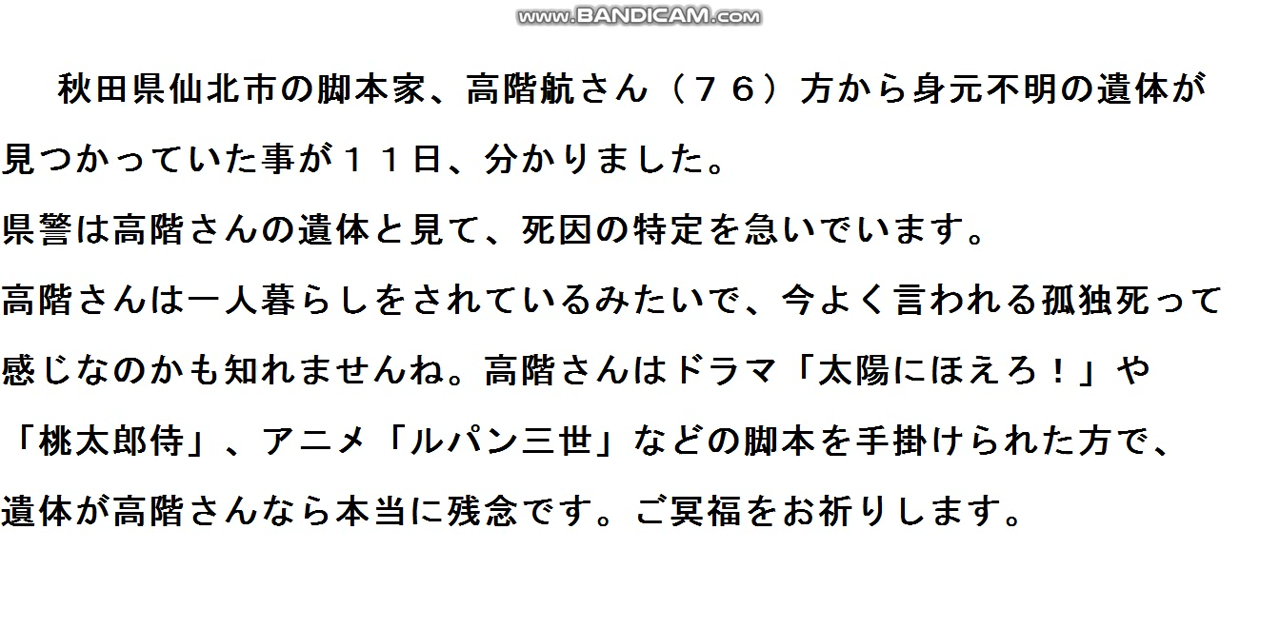 www.BANDICAM.com
秋田県仙北市の脚本家、高階航さん（７６）方から身元不明の遺体が
見つかっていた事が１１日、分かりました。
県警は高階さんの遺体と見て、死因の特定を急いでいます。
高階さんは一人暮らしをされているみたいで、今よく言われる孤独死って
感じなのかも知れませんね。高階さんはドラマ「太陽にほえろ！」や
「桃太郎侍」、アニメ「ルパン三世」などの脚本を手掛けられた方で、
遺体が高階さんなら本当に残念です。ご冥福をお祈りします。